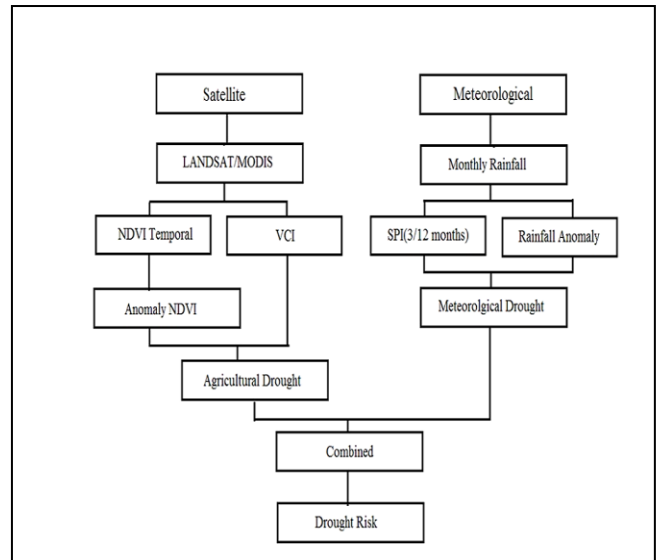 Satellite
Meteorological
LANDSAT/MODIS
Monthly Rainfall
NDVI Temporal
VCI
SPI(3/12 months)
Rainfall Anomaly
Anomaly NDVI
Meteorolgical Drought
Agricultural Drought
Combined
Drought Risk